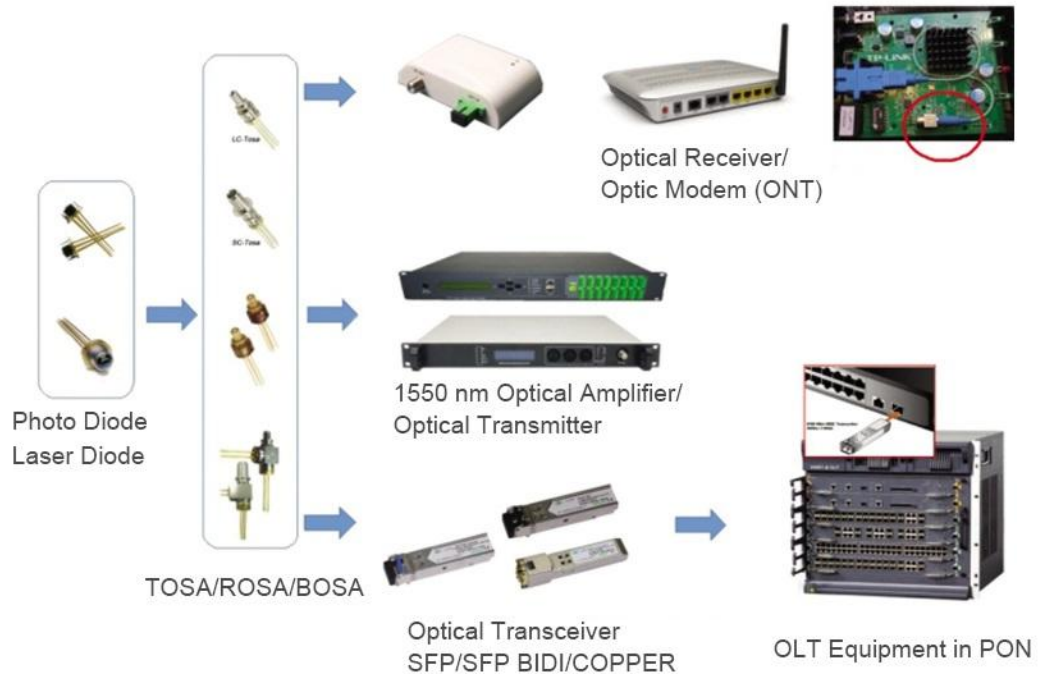 LC-Tosa
SC-Tosa
Photo Diode
Laser Diode
TOSA/ROSA/BOSA
TP-LINK
Optical Receiver/
Optic Modem (ONT)
1550 nm Optical Amplifier/
Optical Transmitter
Optical Transceiver
SFP/SFP BIDI/COPPER
OLT Equipment in PON